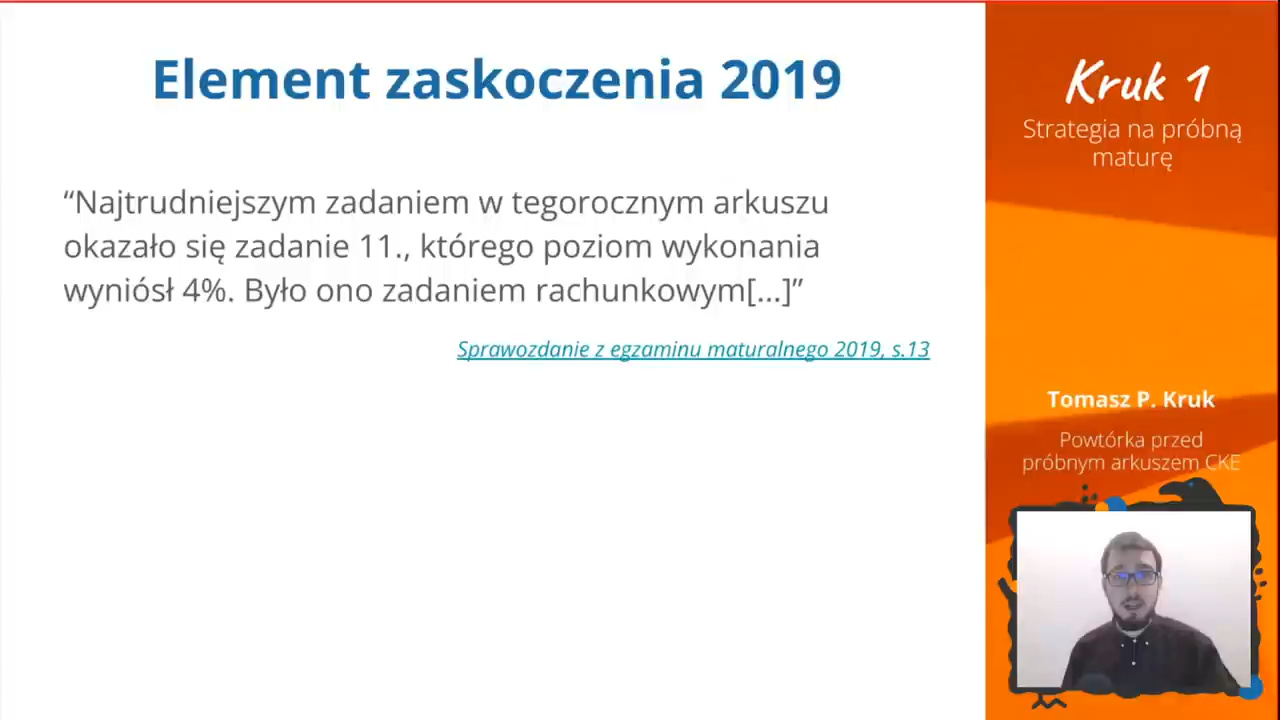 Element zaskoczenia 2019
“Najtrudniejszym zadaniem w tegorocznym arkuszu
okazało się zadanie 11., którego poziom wykonania
wyniósł 4%. Było ono zadaniem rachunkowym[...]”
Sprawozdanie z egzaminu maturalnego 2019, s.13
Kruk 1
Strategia na próbną
maturę
Tomasz P. Kruk
Powtórka przed
próbnym arkuszem CKE